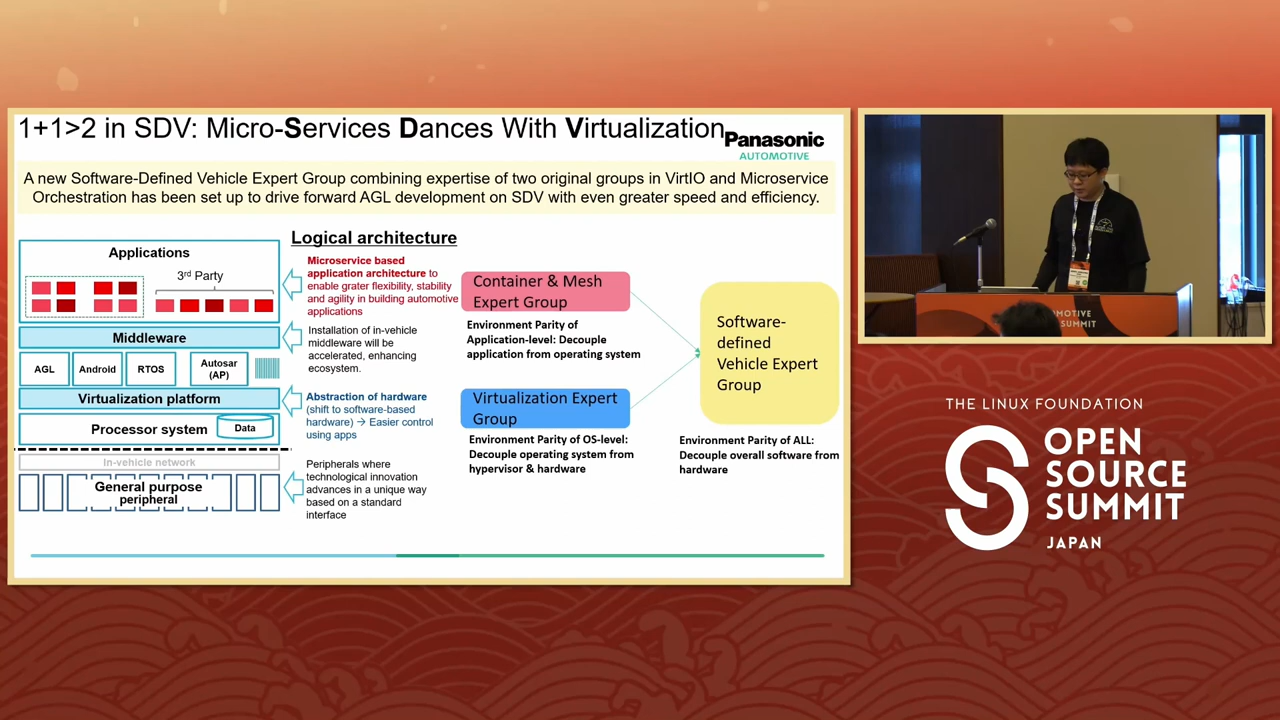 1+1>2 in SDV: Micro-Services Dances With Virtualization
Panasonic
AUTOMOTIVE
A new Software-Defined Vehicle Expert Group combining expertise of two original groups in VirtIO and Microservice
Orchestration has been set up to drive forward AGL development on SDV with even greater speed and efficiency.
Logical architecture
Applications
3rd Party
Middleware
AGL
Android
RTOS
Autosar
(AP)
Virtualization platform
Processor system
Data
In-vehicle network
General purpose
peripheral
Microservice based
application architecture to
enable grater flexibility, stability
and agility in building automotive
applications
Installation of in-vehicle
middleware will be
accelerated, enhancing
ecosystem.
Abstraction of hardware
(shift to software-based
hardware) → Easier control
using apps
Peripherals where
technological innovation
advances in a unique way
based on a standard
interface
Container & Mesh
Expert Group
Environment Parity of
Application-level: Decouple
application from operating system
Virtualization Expert
Group
Environment Parity of OS-level:
Decouple operating system from
hypervisor & hardware
Software-
defined
Vehicle Expert
Group
Environment Parity of ALL:
Decouple overall software from
hardware
OMOTIVE
SUMMIT
THE LINUX FOUNDATION
OPEN
SOURCE
SUMMIT
JAPAN